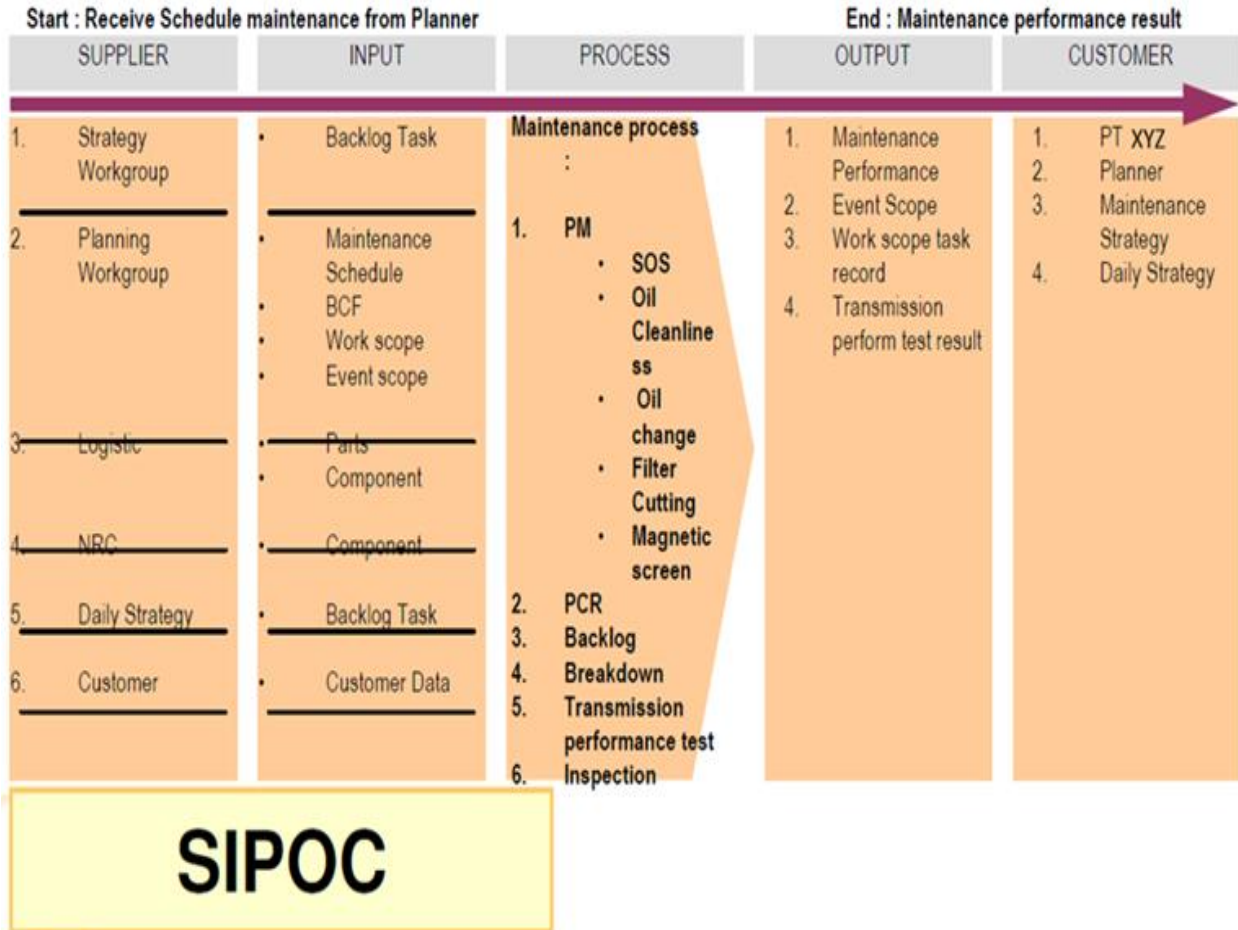 Start : Receive Schedule maintenance from Planner
End : Maintenance performance result
SUPPLIER
INPUT
PROCESS
OUTPUT
CUSTOMER
1. Strategy
Workgroup
2. Planning
Workgroup
3. Logistic
4. NRC
5. Daily Strategy
6. Customer
• Backlog Task
• Maintenance
Schedule
• BCF
• Work scope
• Event scope
• Parts
• Component
• Component
• Backlog Task
• Customer Data
Maintenance process
:
1. PM
• SOS
• Oil
Cleanline
ss
• Oil
change
• Filter
Cutting
• Magnetic
screen
2. PCR
3. Backlog
4. Breakdown
5. Transmission
performance test
6. Inspection
1. Maintenance
Performance
2. Event Scope
3. Work scope task
record
4. Transmission
perform test result
1. PT XYZ
2. Planner
3. Maintenance
Strategy
4. Daily Strategy
SIPOC